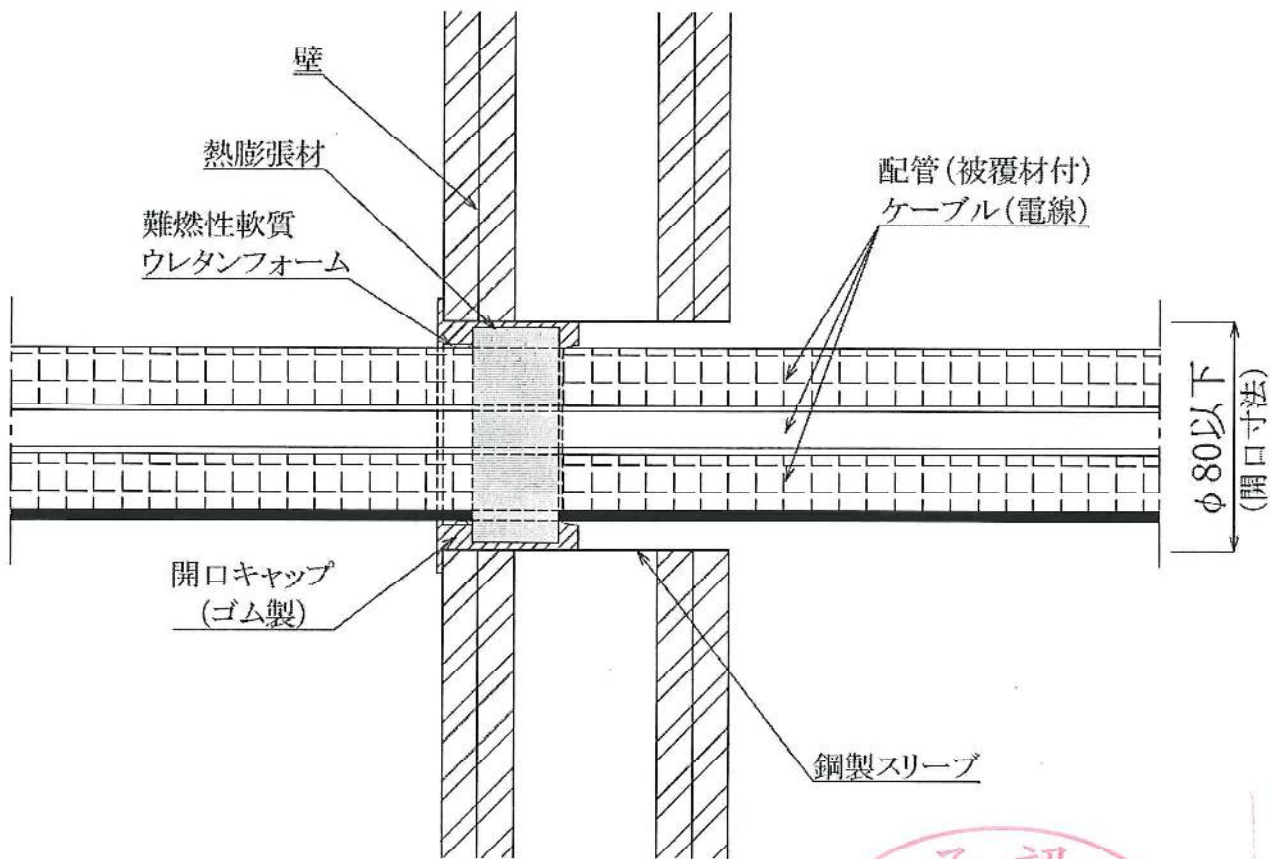 壁
熱膨張材
難燃性軟質
ウレタンフォーム
配管(被覆材付)
ケーブル(電線)
φ80以下
(開口寸法)
開口キャップ
(ゴム製)
鋼製スリーブ